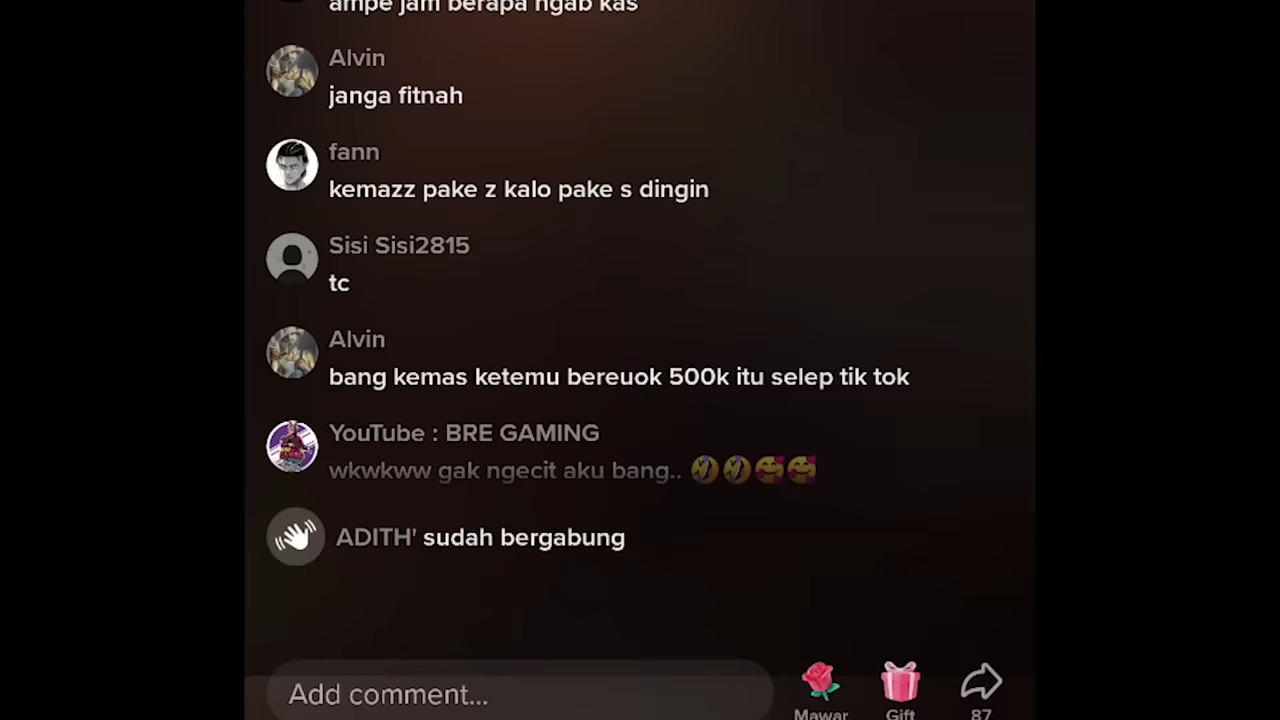 ampe jam berapa ngab kas
Alvin
janga fitnah
fann
kemazz pake z kalo pake s dingin
Sisi Sisi2815
tc
Alvin
bang kemas ketemu bereuok 500k itu selep tik tok
YouTube : BRE GAMING
wkwkww gak ngecit aku bang.. 🤣🤣🥰🥰
ADITH' sudah bergabung
Add comment...
Mawar
Gift
87